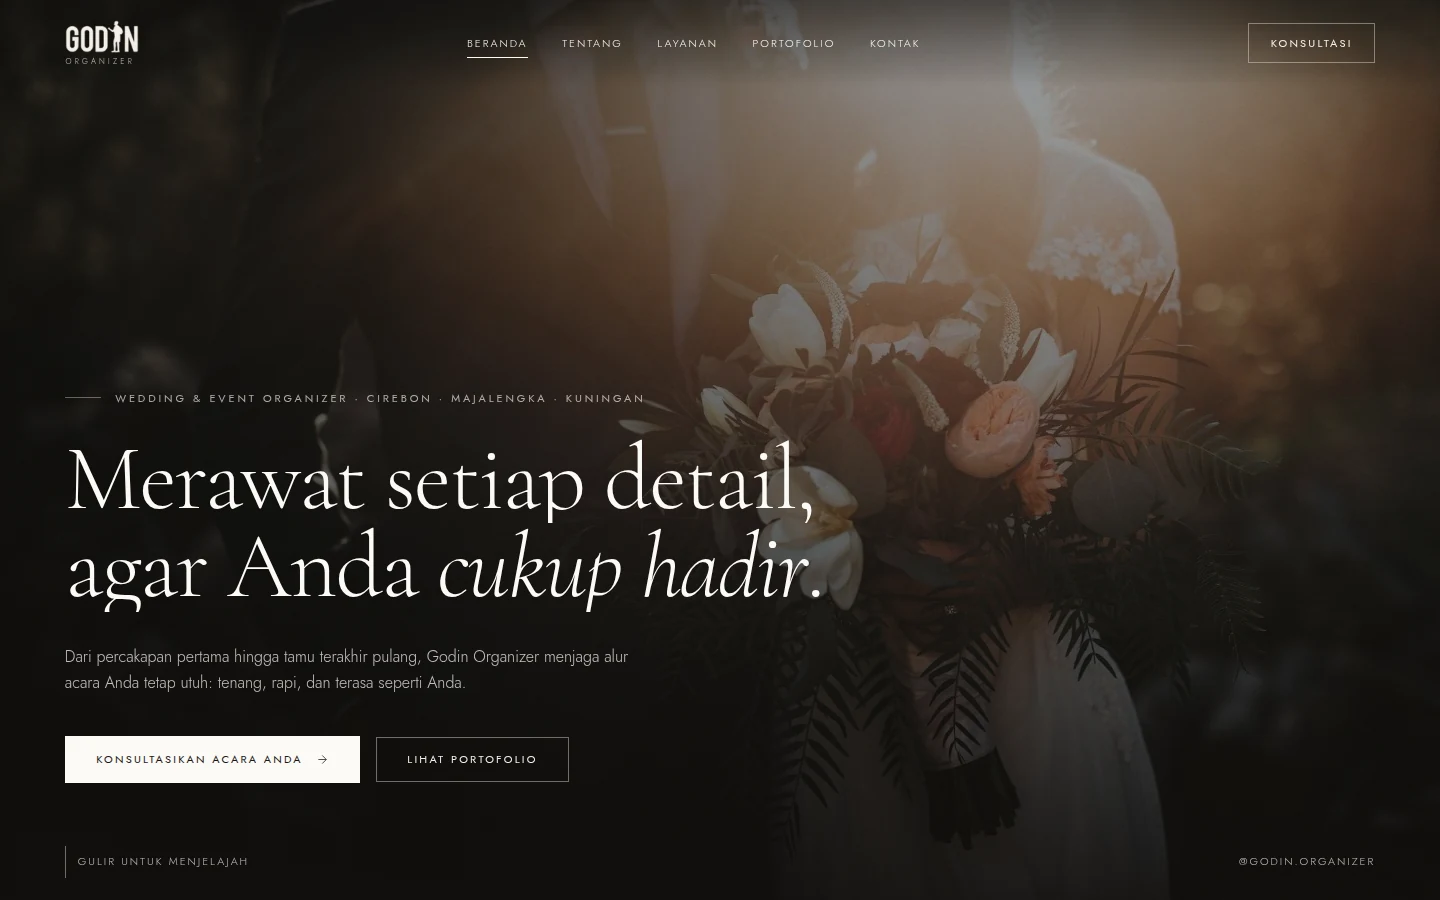 GODIN
ORGANIZER
BERANDA
TENTANG
LAYANAN
PORTOFOLIO
KONTAK
KONSULTASI
WEDDING & EVENT ORGANIZER · CIREBON · MAJALENGKA · KUNINGAN
Merawat setiap detail,
agar Anda cukup hadir.
Dari percakapan pertama hingga tamu terakhir pulang, Godin Organizer menjaga alur
acara Anda tetap utuh: tenang, rapi, dan terasa seperti Anda.
KONSULTASIKAN ACARA ANDA →
LIHAT PORTOFOLIO
GULIR UNTUK MENJELAJAH
@GODIN.ORGANIZER